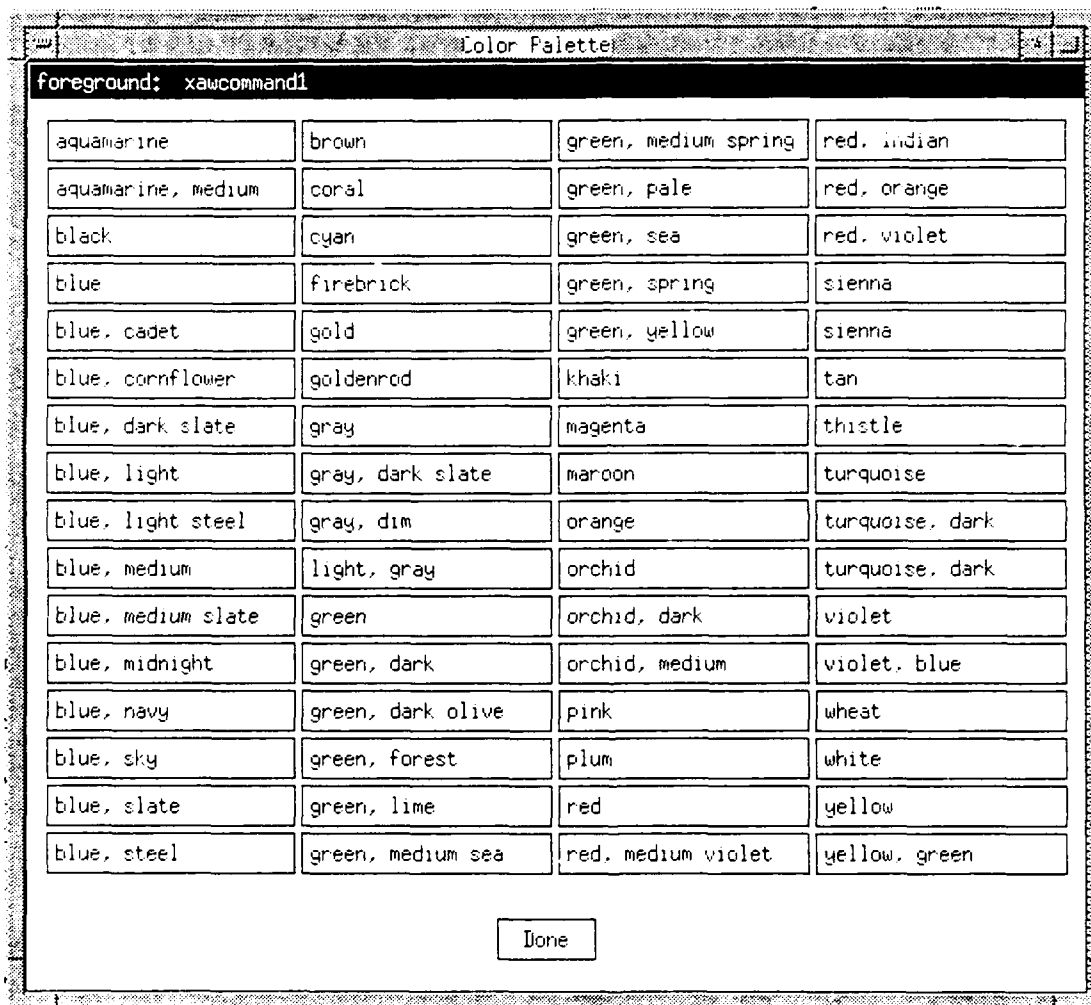 Color Palette
foreground: xawcommand1
aquamarine brown green, medium spring red, indian
aquamarine, medium coral green, pale red, orange
black cyan green, sea red, violet
blue firebrick green, spring sienna
blue, cadet gold green, yellow sienna
blue, cornflower goldenrod khaki tan
blue, dark slate gray magenta thistle
blue, light gray, dark slate maroon turquoise
blue, light steel gray, dim orange turquoise, dark
blue, medium light, gray orchid turquoise, dark
blue, medium slate green orchid, dark violet
blue, midnight green, dark orchid, medium violet, blue
blue, navy green, dark olive pink wheat
blue, sky green, forest plum white
blue, slate green, lime red yellow
blue, steel green, medium sea red, medium violet yellow, green
Done